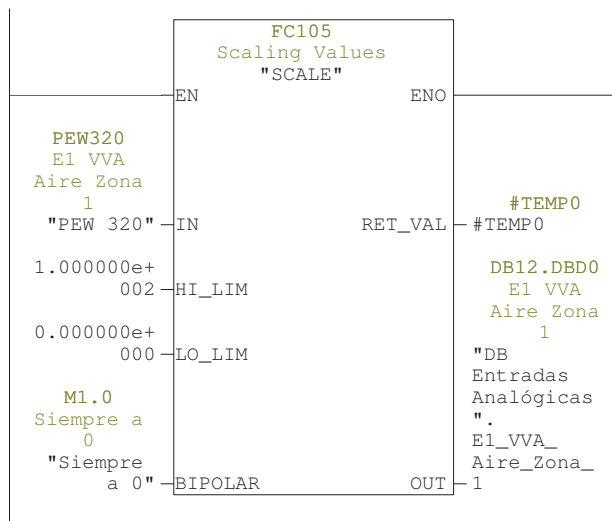 FC105
Scaling Values
"SCALE"
EN
ENO
PEW320
E1 VVA
Aire Zona
1
"PEW 320"
IN
#TEMP0
RET_VAL
#TEMP0
1.000000e+
002
HI_LIM
DB12.DBD0
E1 VVA
Aire Zona
1
0.000000e+
000
LO_LIM
"DB
Entradas
Analógicas
".
E1_VVA_
Aire_Zona_
1
M1.0
Siempre a
0
"Siempre
a 0"
BIPOLAR
OUT